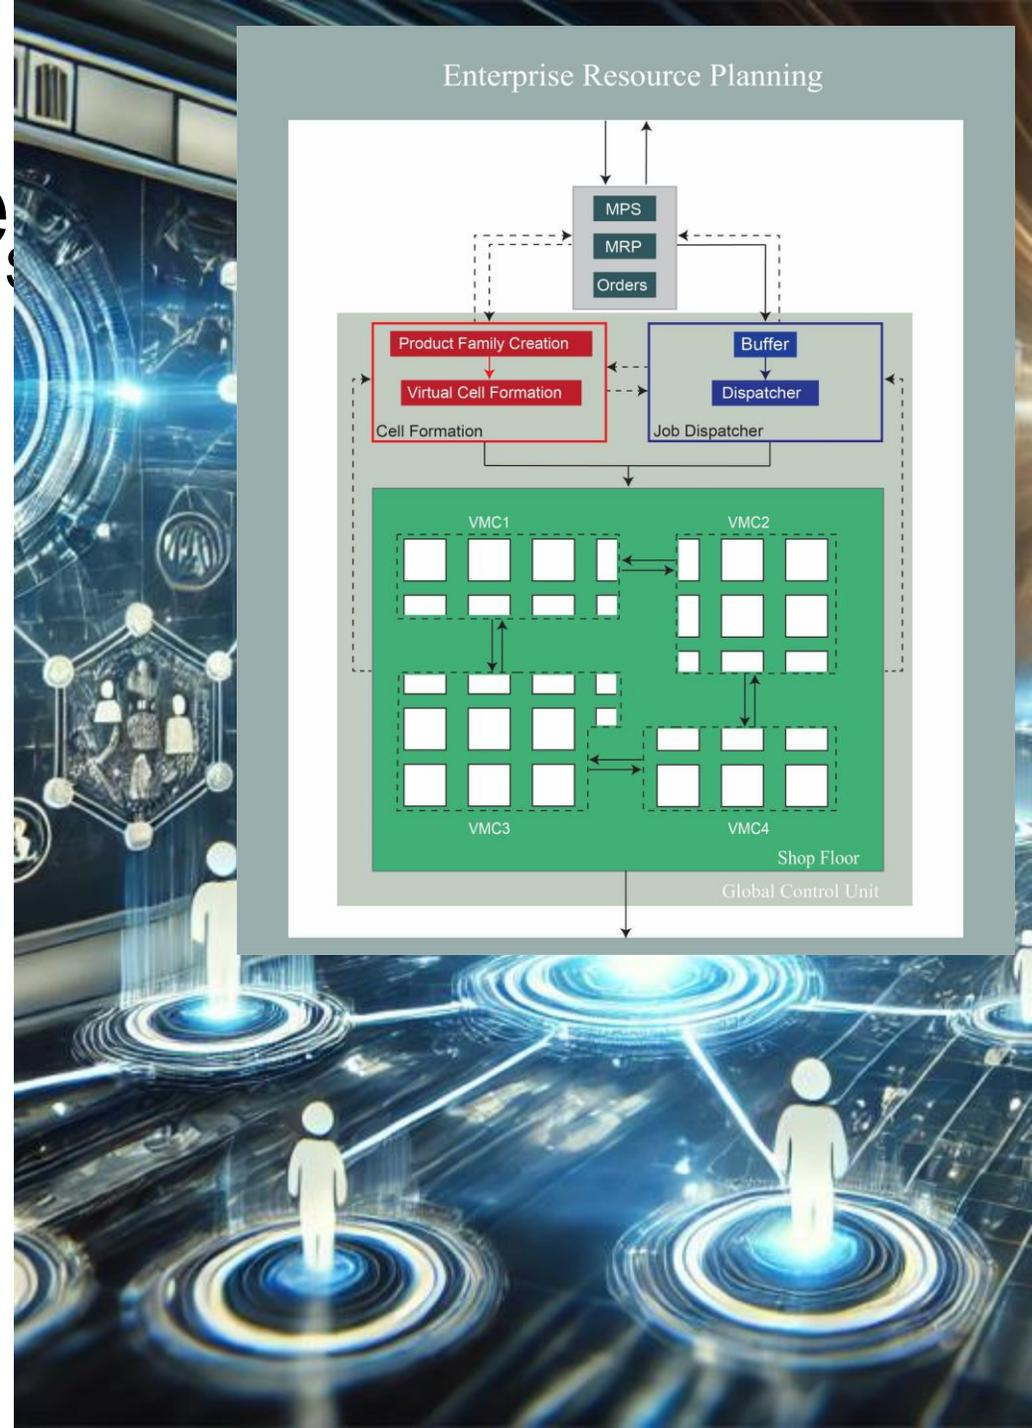 Enterprise Resource Planning
MPS
MRP
Orders
Product Family Creation
Virtual Cell Formation
Cell Formation
Buffer
Dispatcher
Job Dispatcher
VMC1
VMC2
VMC3
VMC4
Shop Floor
Global Control Unit